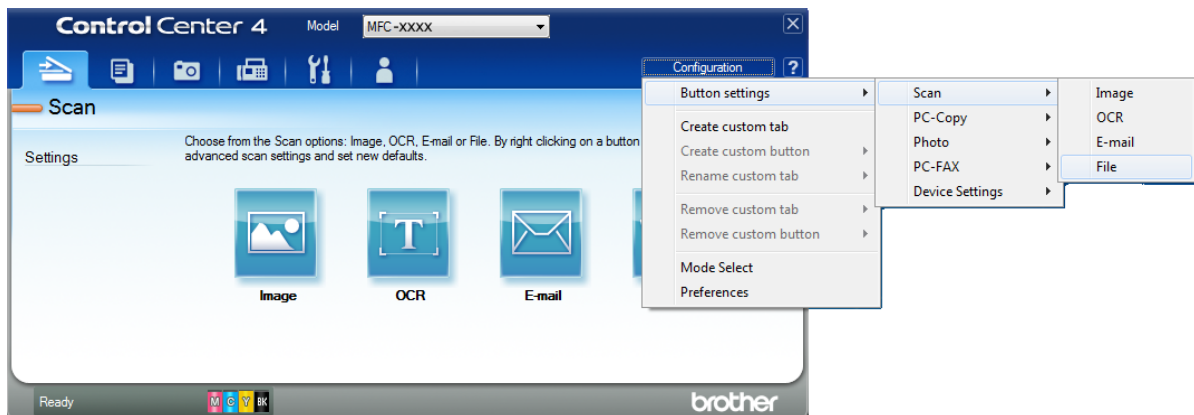 Control Center 4
Model
MFC-XXXX
Configuration
?
Scan
Settings
Choose from the Scan options: Image, OCR, E-mail or File. By right clicking on a button
advanced scan settings and set new defaults.
T
Image
OCR
E-mail
Button settings
Create custom tab
Create custom button
Rename custom tab
Remove custom tab
Remove custom button
Mode Select
Preferences
Scan
PC-Copy
Photo
PC-FAX
Device Settings
Image
OCR
E-mail
File
Ready
M C Y BK
brother